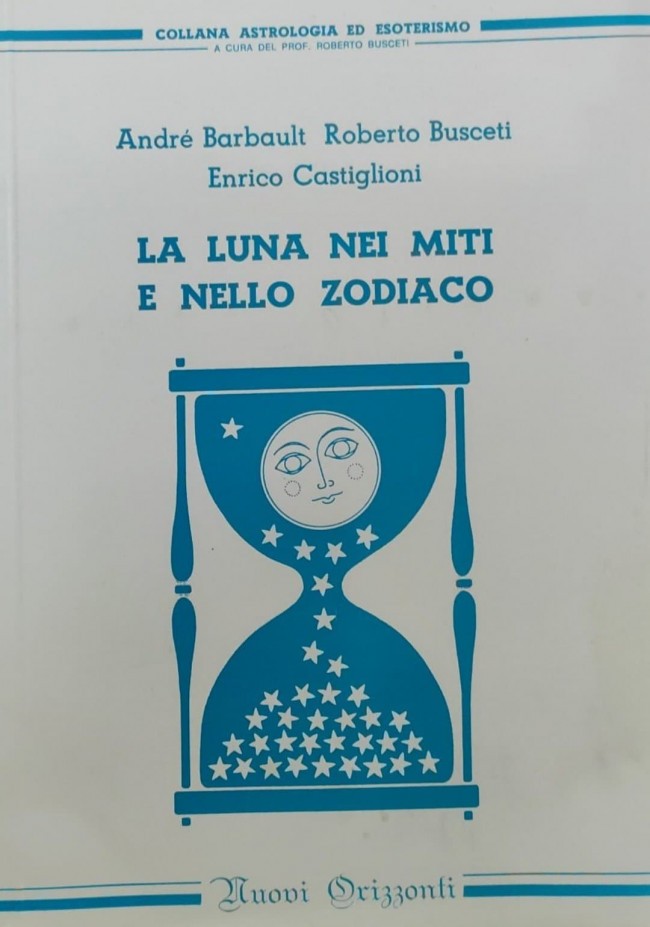 COLLANA ASTROLOGIA ED ESOTERISMO
A CURA DEL PROF. ROBERTO BUSCETI
André Barbault Roberto Busceti
Enrico Castiglioni
LA LUNA NEI MITI
E NELLO ZODIACO
Nuovi Orizzonti